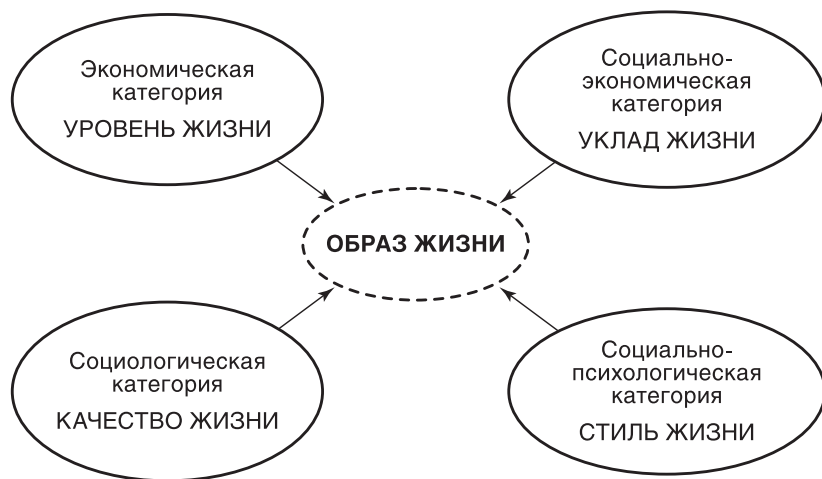 Экономическая
категория
УРОВЕНЬ ЖИЗНИ
Социально-
экономическая
категория
УКЛАД ЖИЗНИ
ОБРАЗ ЖИЗНИ
Социологическая
категория
КАЧЕСТВО ЖИЗНИ
Социально-
психологическая
категория
СТИЛЬ ЖИЗНИ